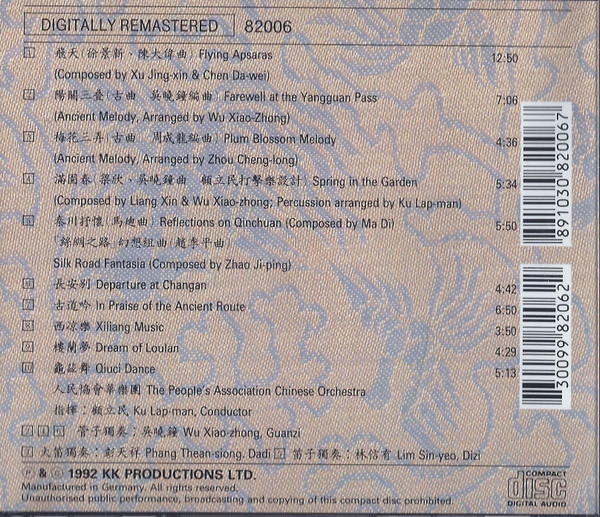 DIGITALLY REMASTERED 82006
1 飛天(徐景新、陳大偉曲) Flying Apsaras 12:50
(Composed by Xu Jing-xin & Chen Da-wei)
2 陽關三叠(古曲 吳曉鐘編曲) Farewell at the Yangguan Pass 7:06
(Ancient Melody, Arranged by Wu Xiao-Zhong)
3 梅花三弄(古曲 周成龍編曲) Plum Blossom Melody 4:36
(Ancient Melody, Arranged by Zhou Cheng-long)
4 滿園春(梁欣、吳曉鐘曲 顧立民打擊樂設計) Spring In the Garden 5:34
(Composed by Liang Xin & Wu Xiao-zhong; Percussion arranged by Ku Lap-man)
5 秦川抒懷(馬迪曲) Reflections on Qinchuan (Composed by Ma Di) 5:50
「絲綢之路」幻想組曲(趙季平曲)
Silk Road Fantasia (Composed by Zhao Ji-ping)
6 長安別 Departure at Changan 4:42
7 古道吟 In Praise of the Ancient Route 6:50
8 西凉樂 Xiliang Music 3:50
9 樓蘭夢 Dream of Loulan 4:29
10 龜兹舞 Qiuci Dance 5:13
人民協會華樂團 The People's Association Chinese Orchestra
指揮：顧立民 Ku Lap-man, Conductor
管子獨奏：吳曉鐘 Wu Xiao-zhong, Guanzi
大笛獨奏：彭天祥 Phang Thean-siong, Dadi 笛子獨奏：林信有 Lim Sin-yeo, Dizi
℗ & © 1992 KK PRODUCTIONS LTD.
Manufactured in Germany. All rights reserved.
Unauthorised public performance, broadcasting and copying of this compact disc prohibited.
COMPACT
disc
DIGITAL AUDIO
891030 820067
30099 82062